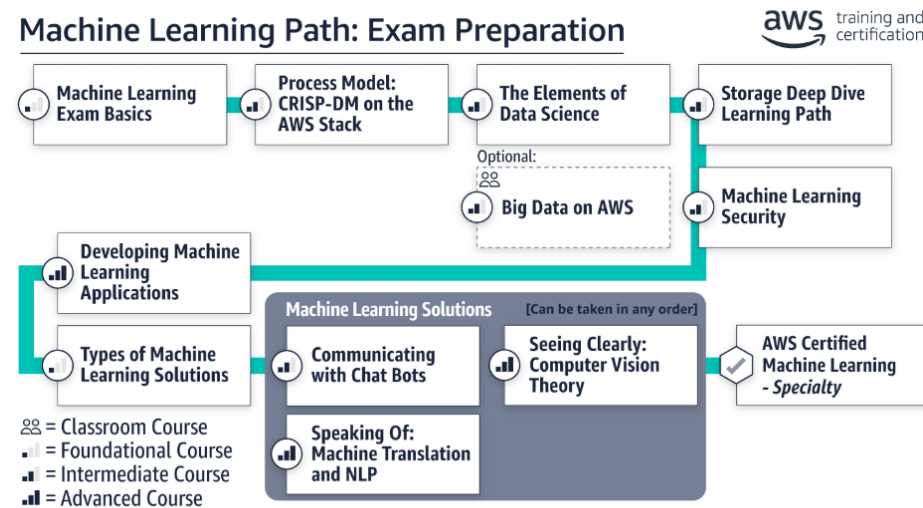 Machine Learning Path: Exam Preparation
aws training and
certification
Machine Learning
Exam Basics
Process Model:
CRISP-DM on the
AWS Stack
The Elements of
Data Science
Storage Deep Dive
Learning Path
Optional:
Big Data on AWS
Machine Learning
Security
Developing Machine
Learning
Applications
Types of Machine
Learning Solutions
Machine Learning Solutions
[Can be taken in any order]
Communicating
with Chat Bots
Seeing Clearly:
Computer Vision
Theory
Speaking Of:
Machine Translation
and NLP
AWS Certified
Machine Learning
- Specialty
= Classroom Course
= Foundational Course
= Intermediate Course
= Advanced Course